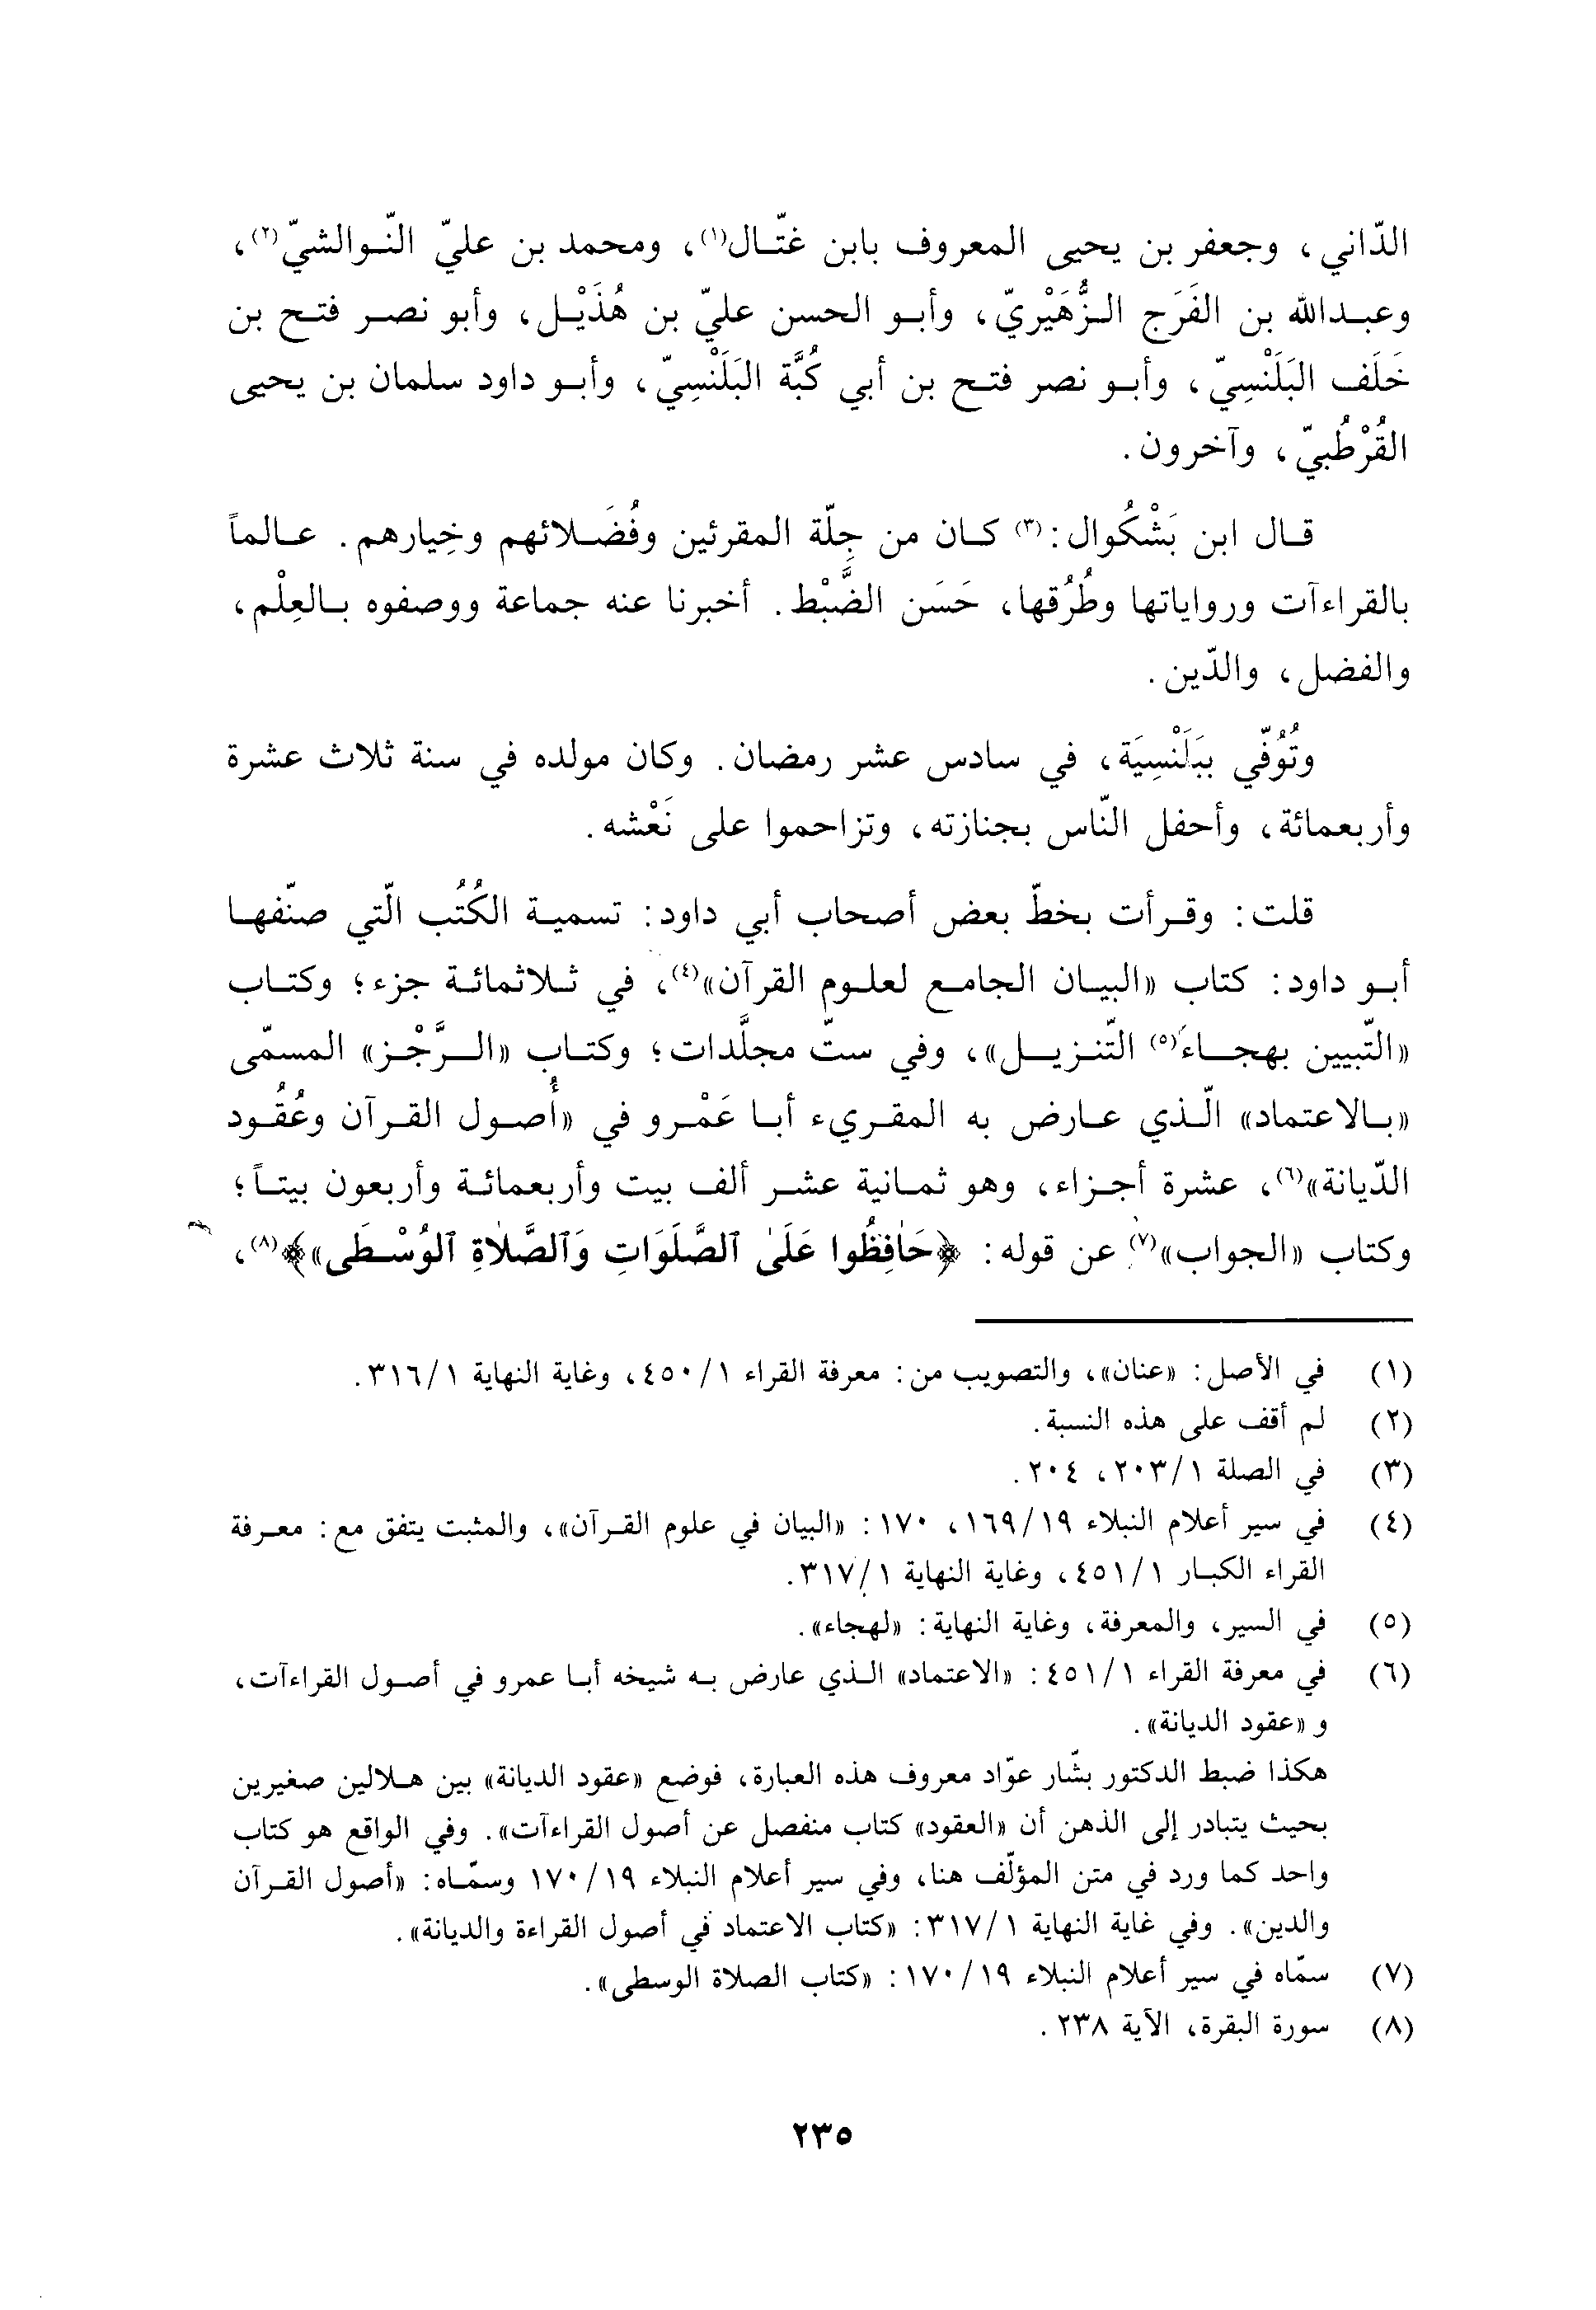 الدّاني، وجعفر بن يحيى المعروف بابن غتّال(١)، ومحمد بن عليّ النّوالشيّ(٢)،
وعبدالله بن الفَرَج الزُّهَيْريّ، وأبو الحسن عليّ بن هُذَيْل، وأبو نصر فتح بن
خَلَف البَلَنْسِيّ، وأبو نصر فتح بن أبي كُبَّة البَلَنْسِيّ، وأبو داود سلمان بن يحيى
القُرْطُبيّ، وآخرون.
قال ابن بَشْكُوال:(٣) كان من جِلّة المقرئين وفُضَلائهم وخِيارهم. عالماً
بالقراءآت ورواياتها وطُرُقها، حَسَن الضَّبْط. أخبرنا عنه جماعة ووصفوه بالعِلْم،
والفضل، والدّين.
وتُوُفّي ببَلَنْسِيَة، في سادس عشر رمضان. وكان مولده في سنة ثلاث عشرة
وأربعمائة، وأحفل النّاس بجنازته، وتزاحموا على نَعْشه.
قلت: وقرأت بخطّ بعض أصحاب أبي داود: تسمية الكُتُب الّتي صنّفها
أبو داود: كتاب «البيان الجامع لعلوم القرآن»(٤)، في ثلاثمائة جزء؛ وكتاب
«التّبيين بهجاء(٥) التّنزيل»، وفي ستّ مجلَّدات؛ وكتاب «الرَّجْز» المسمّى
«بالاعتماد» الّذي عارض به المقريء أبا عَمْرو في «أُصول القرآن وعُقُود
الدّيانة»(٦)، عشرة أجزاء، وهو ثمانية عشر ألف بيت وأربعمائة وأربعون بيتاً؛
وكتاب «الجواب»(٧) عن قوله: ﴿حَافِظُوا عَلَىٰ ٱلصَّلَوَاتِ وَٱلصَّلَاةِ ٱلوُسْطَى»﴾(٨)،
(١) في الأصل: «عنان»، والتصويب من: معرفة القراء ٤٥٠/١، وغاية النهاية ٣١٦/١.
(٢) لم أقف على هذه النسبة.
(٣) في الصلة ٢٠٣/١، ٢٠٤.
(٤) في سير أعلام النبلاء ١٦٩/١٩، ١٧٠: «البيان في علوم القرآن»، والمثبت يتفق مع: معرفة
القراء الكبار ٤٥١/١، وغاية النهاية ٣١٧/١.
(٥) في السير، والمعرفة، وغاية النهاية: «لهجاء».
(٦) في معرفة القراء ٤٥١/١: «الاعتماد» الذي عارض به شيخه أبا عمرو في أصول القراءآت،
و«عقود الديانة».
هكذا ضبط الدكتور بشّار عوّاد معروف هذه العبارة، فوضع «عقود الديانة» بين هلالين صغيرين
بحيث يتبادر إلى الذهن أن «العقود» كتاب منفصل عن أصول القراءآت». وفي الواقع هو كتاب
واحد كما ورد في متن المؤلّف هنا، وفي سير أعلام النبلاء ١٧٠/١٩ وسمّاه: «أصول القرآن
والدين». وفي غاية النهاية ٣١٧/١: «كتاب الاعتماد في أصول القراءة والديانة».
(٧) سمّاه في سير أعلام النبلاء ١٧٠/١٩: «كتاب الصلاة الوسطى».
(٨) سورة البقرة، الآية ٢٣٨.
٢٣٥